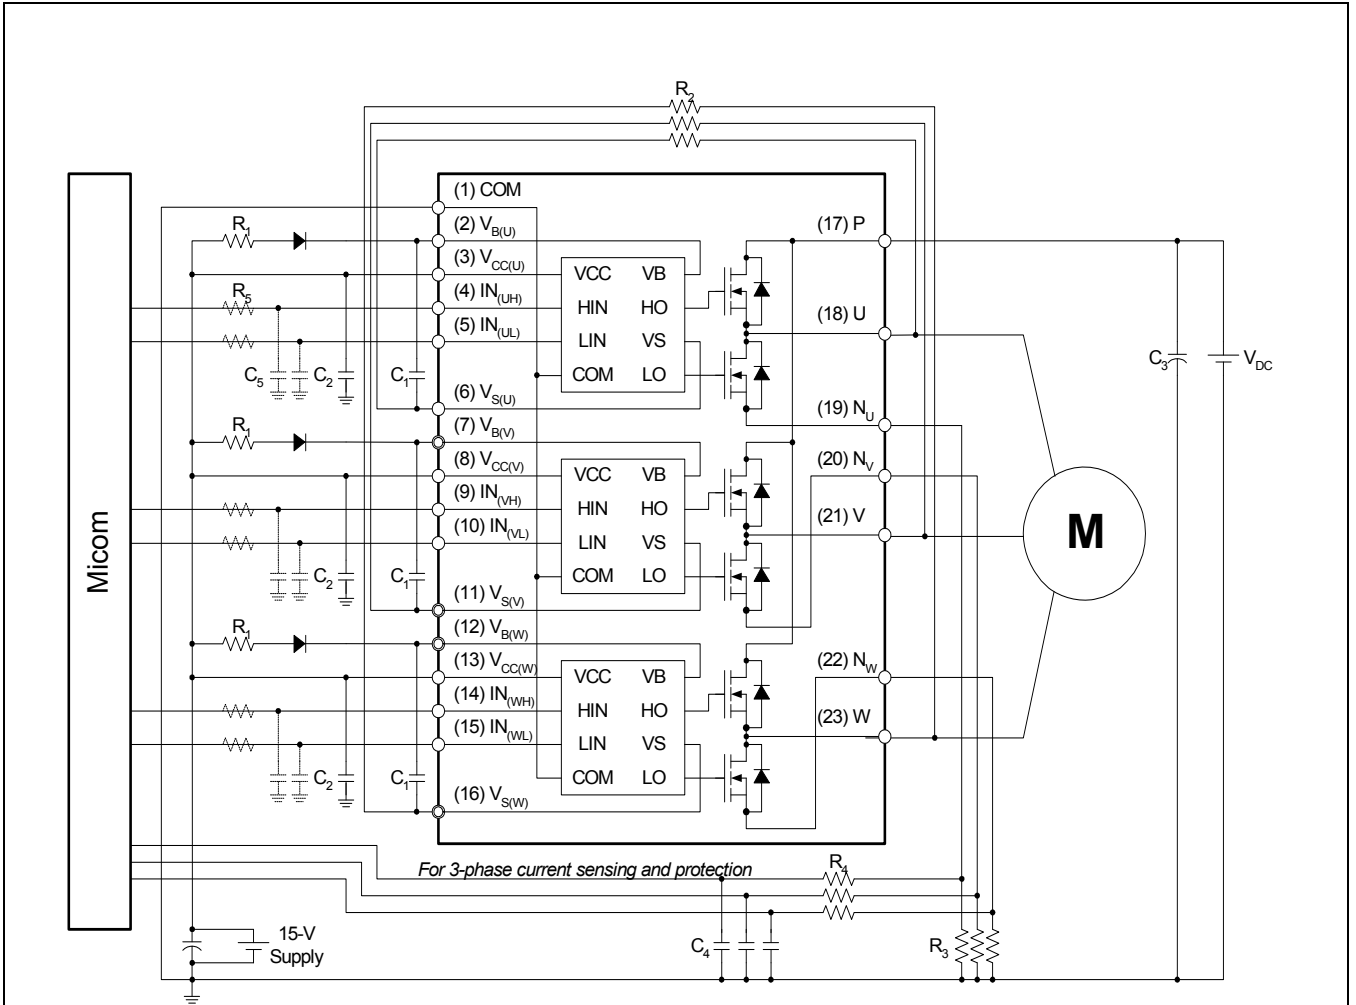 R2
Micom
R1
(1) COM
(2) VB(U)
(3) VCC(U)
R5
(4) IN(UH)
(5) IN(UL)
C5
C2
C1
(6) VS(U)
VCC VB
HIN HO
LIN VS
COM LO
(17) P
(18) U
(19) NU
C3
VDC
R1
(7) VB(V)
(8) VCC(V)
(9) IN(VH)
(10) IN(VL)
C2
C1
(11) VS(V)
VCC VB
HIN HO
LIN VS
COM LO
(20) NV
(21) V
M
R1
(12) VB(W)
(13) VCC(W)
(14) IN(WH)
(15) IN(WL)
C2
C1
(16) VS(W)
VCC VB
HIN HO
LIN VS
COM LO
(22) NW
(23) W
For 3-phase current sensing and protection
R4
15-V
Supply
C4
R3